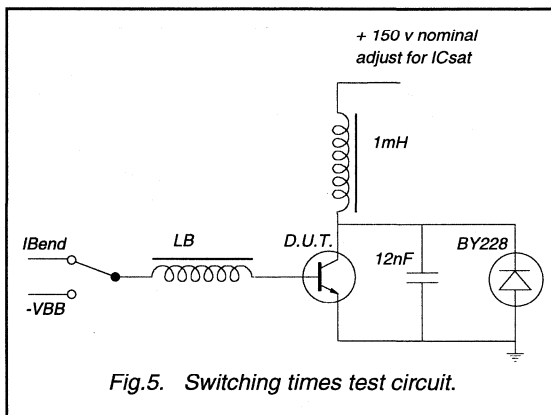 + 150 v nominal
adjust for ICsat
1mH
IBend
LB
D.U.T.
12nF
BY228
-VBB
Fig.5. Switching times test circuit.